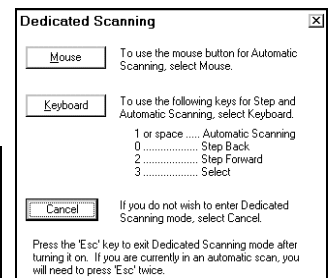 Dedicated Scanning
Mouse
To use the mouse button for Automatic
Scanning, select Mouse.
Keyboard
To use the following keys for Step and
Automatic Scanning, select Keyboard.
1 or space ..... Automatic Scanning
0 .................. Step Back
2 .................. Step Forward
3 .................. Select
Cancel
If you do not wish to enter Dedicated
Scanning mode, select Cancel.
Press the 'Esc' key to exit Dedicated Scanning mode after
turning it on. If you are currently in an automatic scan, you
will need to press 'Esc' twice.